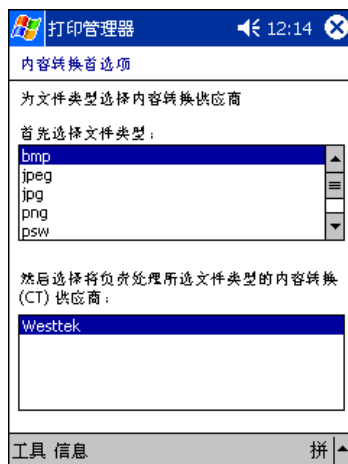 打印管理器 12:14
内容转换首选项
为文件类型选择内容转换供应商
首先选择文件类型：
bmp
jpeg
jpg
png
psw
然后选择将负责处理所选文件类型的内容转换
(CT) 供应商：
Westtek
工具 信息 拼